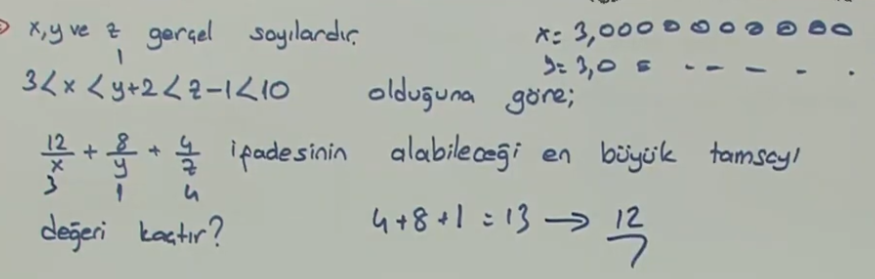 x, y ve z gerçel sayılardır.
x = 3,0000000000
1
y = 3,0
3 < x < y+2 < z-1 < 10 olduğuna göre;
12/x + 8/y + 4/z ifadesinin alabileceği en büyük tamsayı
3 1 4
değeri kaçtır?
4+8+1 = 13 → 12